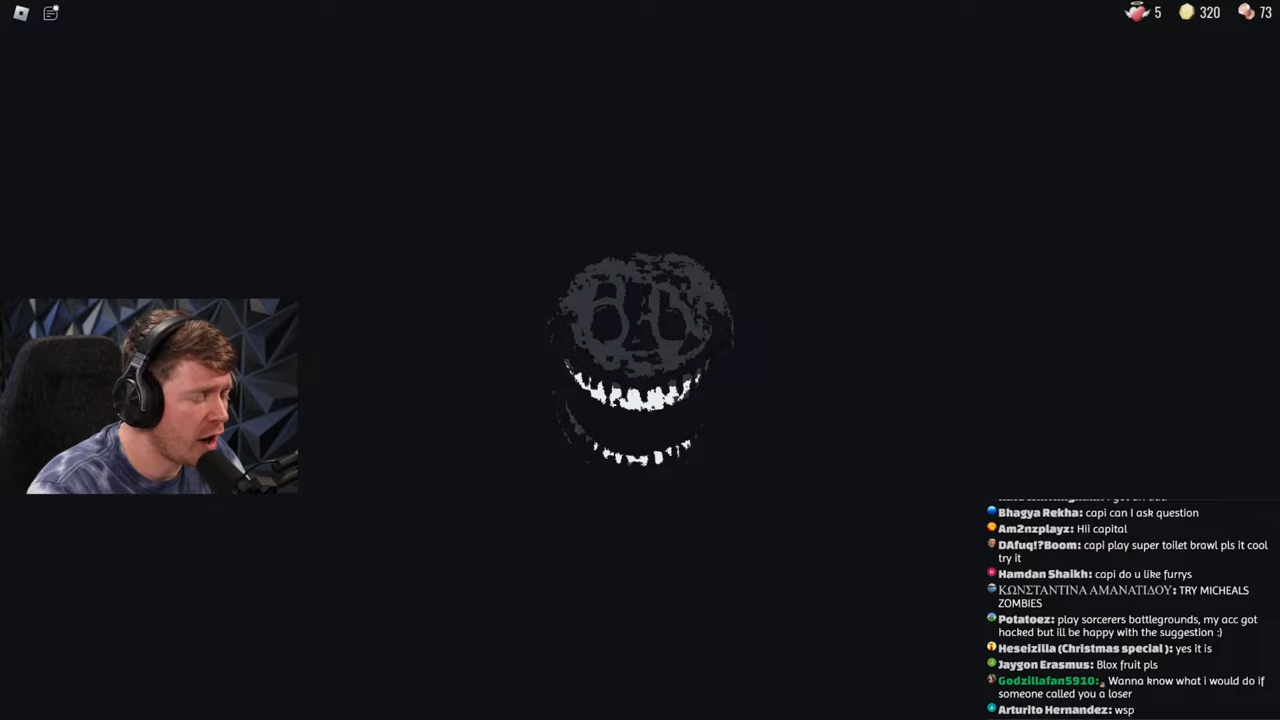 5 320 73
Bhagya Rekha: capi can I ask question
Am2nzplayz: Hii capital
DAfuq!?Boom: capi play super toilet brawl pls it cool
try it
Hamdan Shaikh: capi do u like furrys
ΚΩΝΣΤΑΝΤΙΝΑ ΑΜΑΝΑΤΙΔΟΥ: TRY MICHEALS
ZOMBIES
Potatoez: play sorcerers battlegrounds, my acc got
hacked but ill be happy with the suggestion :)
Heseizilla (Christmas special ): yes it is
Jaygon Erasmus: Blox fruit pls
Godzillafan5910: Wanna know what i would do if
someone called you a loser
Arturito Hernandez: wsp